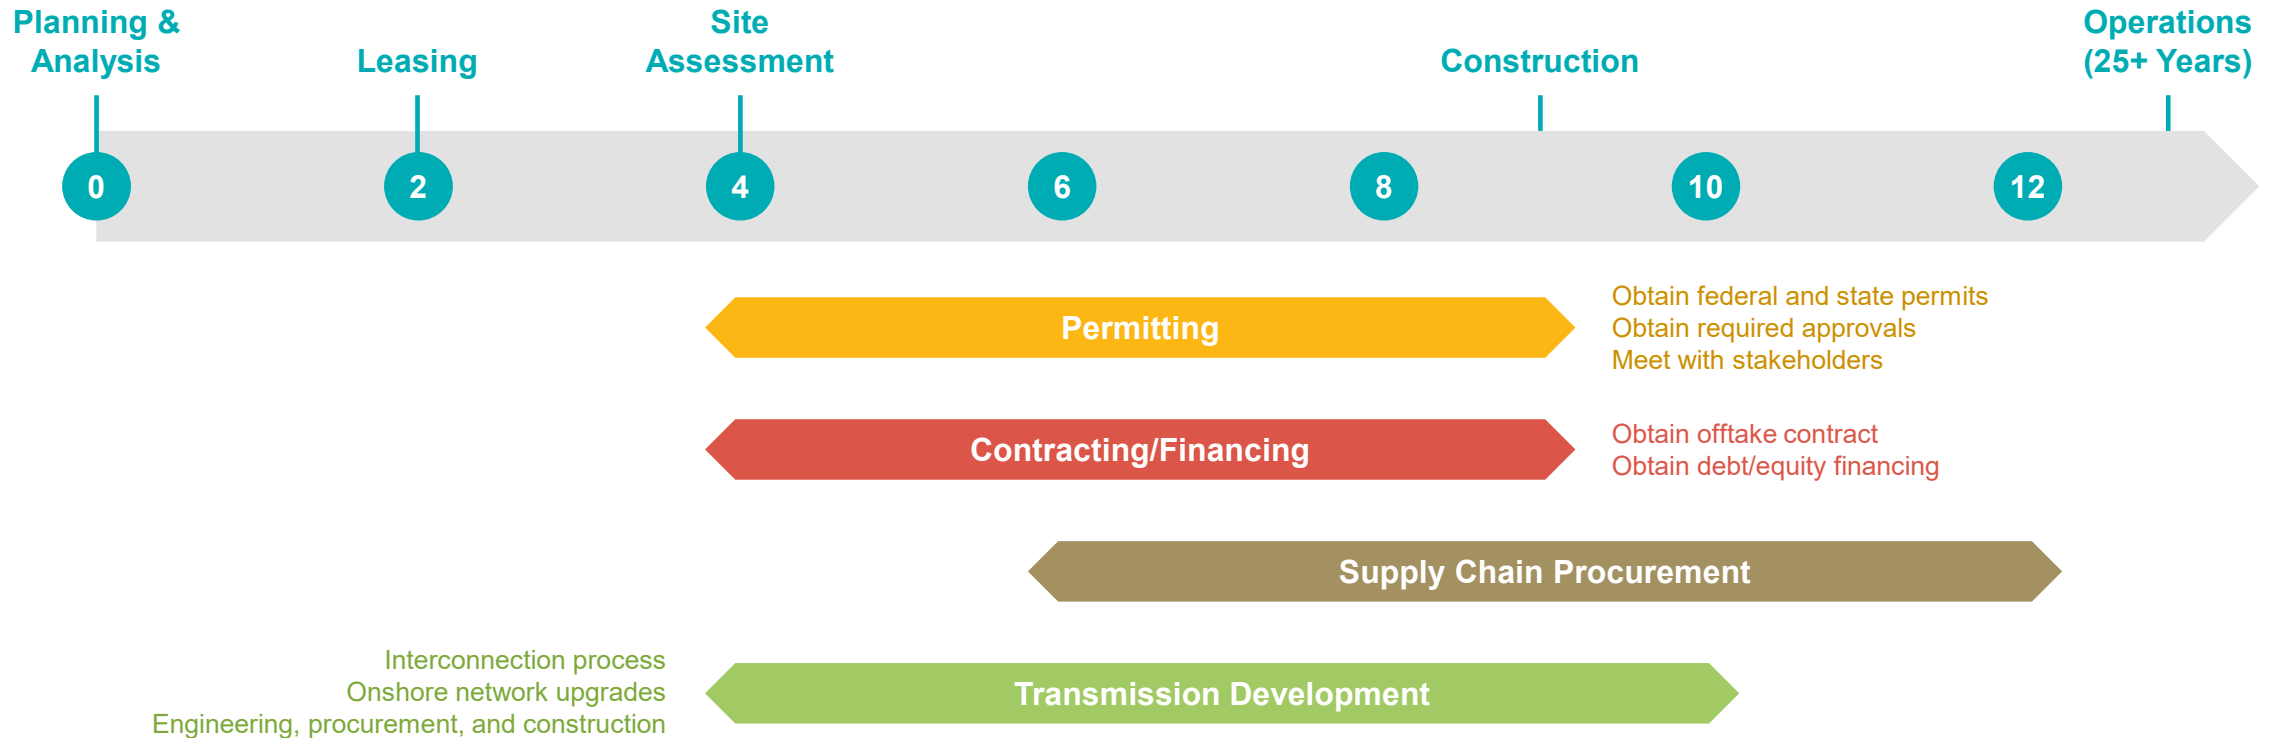 Planning &
Analysis
Leasing
Site
Assessment
Construction
Operations
(25+ Years)
0
2
4
6
8
10
12
Permitting
Obtain federal and state permits
Obtain required approvals
Meet with stakeholders
Contracting/Financing
Obtain offtake contract
Obtain debt/equity financing
Supply Chain Procurement
Interconnection process
Onshore network upgrades
Engineering, procurement, and construction
Transmission Development